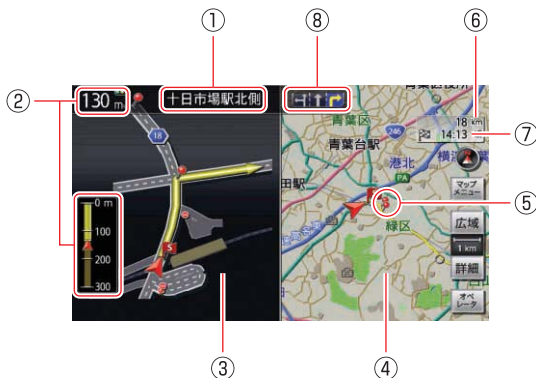 ①
⑧
⑥
②
130 m
十日市場駅北側
青葉区
18
青葉台駅
246
18 km
14:13
⑦
港北
PA
マップ
メニュー
田駅
0 m
100
200
300
S
⑤
緑区
広域
1 km
詳細
オペ
レータ
③
④